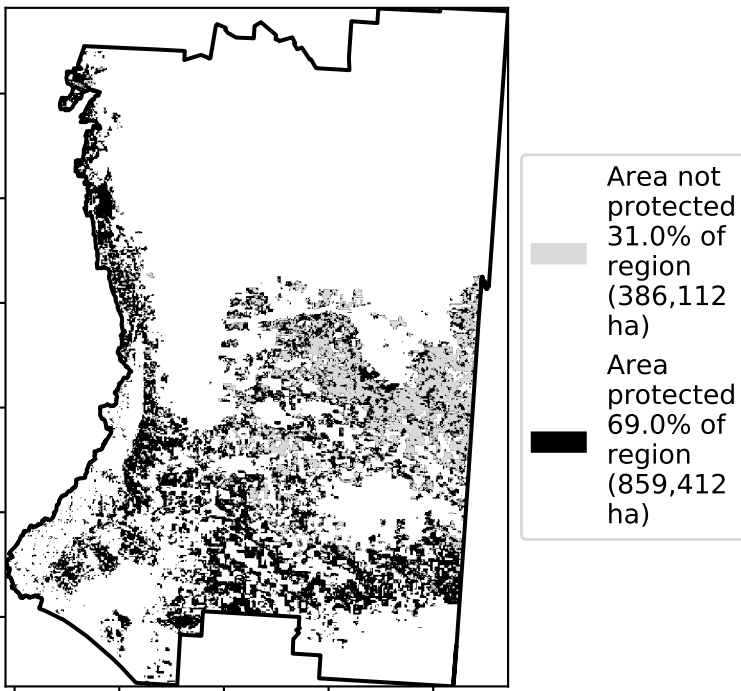 Area not
protected
31.0% of
region
(386,112
ha)
Area
protected
69.0% of
region
(859,412
ha)